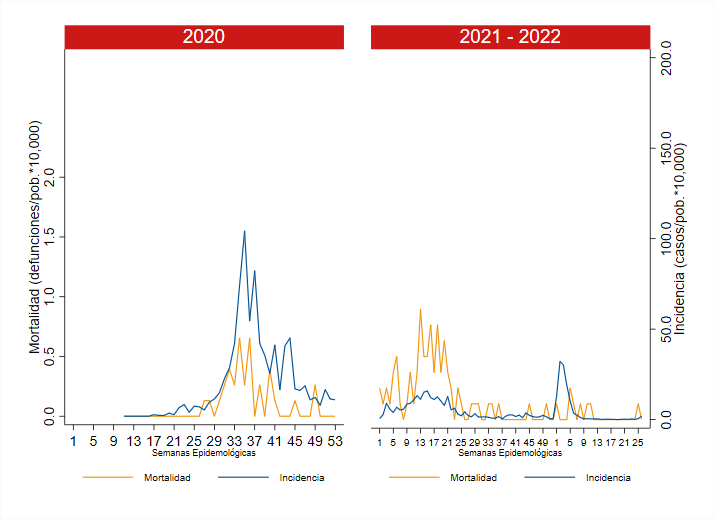 2020
2021 - 2022
Mortalidad (defunciones/pob.*10,000)
0.0 0.5 1.0 1.5 2.0
1 5 9 13 17 21 25 29 33 37 41 45 49 53
Semanas Epidemológicas
Mortalidad Incidencia
Incidencia (casos/pob.*10,000)
0.0 50.0 100.0 150.0 200.0
1 5 9 13 17 21 25 29 33 37 41 45 49 1 5 9 13 17 21 25
Semanas Epidemológicas
Mortalidad Incidencia